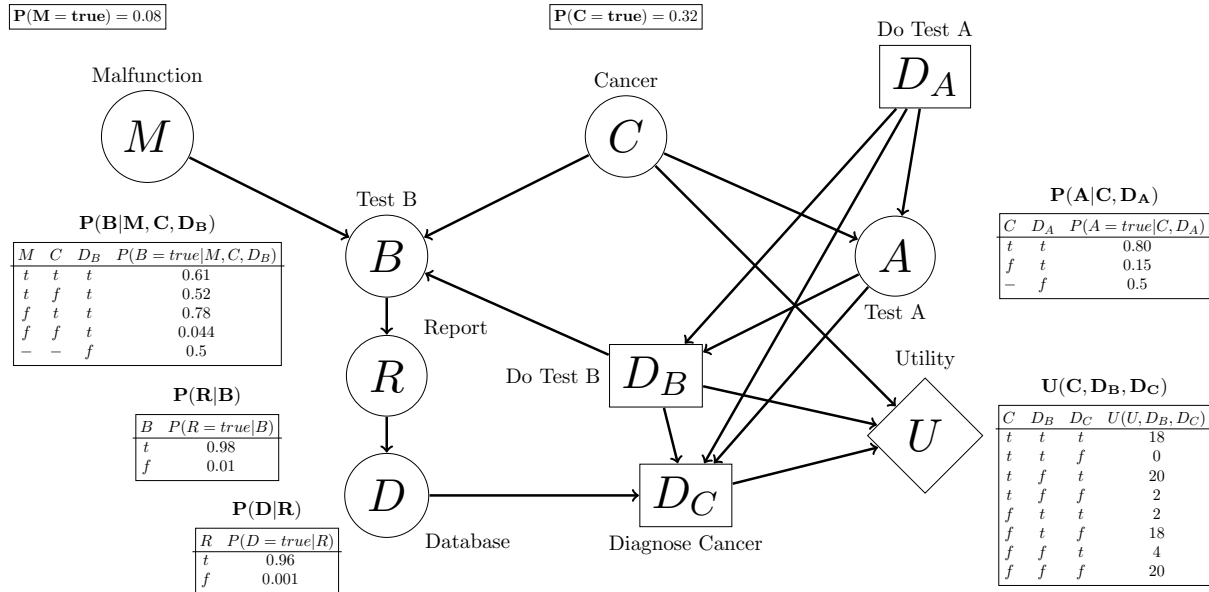 P(M = true) = 0.08
P(C = true) = 0.32
Do Test A
D_A
Malfunction
M
Cancer
C
Test B
B
P(B|M, C, D_B)
M C D_B P(B = true|M, C, D_B)
t t t 0.61
t f t 0.52
f t t 0.78
f f t 0.044
− − f 0.5
A
Test A
P(A|C, D_A)
C D_A P(A = true|C, D_A)
t t 0.80
f t 0.15
− f 0.5
Report
R
Do Test B
D_B
Utility
U
P(R|B)
B P(R = true|B)
t 0.98
f 0.01
U(C, D_B, D_C)
C D_B D_C U(U, D_B, D_C)
t t t 18
t t f 0
t f t 20
t f f 2
f t t 2
f t f 18
f f t 4
f f f 20
D
Database
D_C
Diagnose Cancer
P(D|R)
R P(D = true|R)
t 0.96
f 0.001